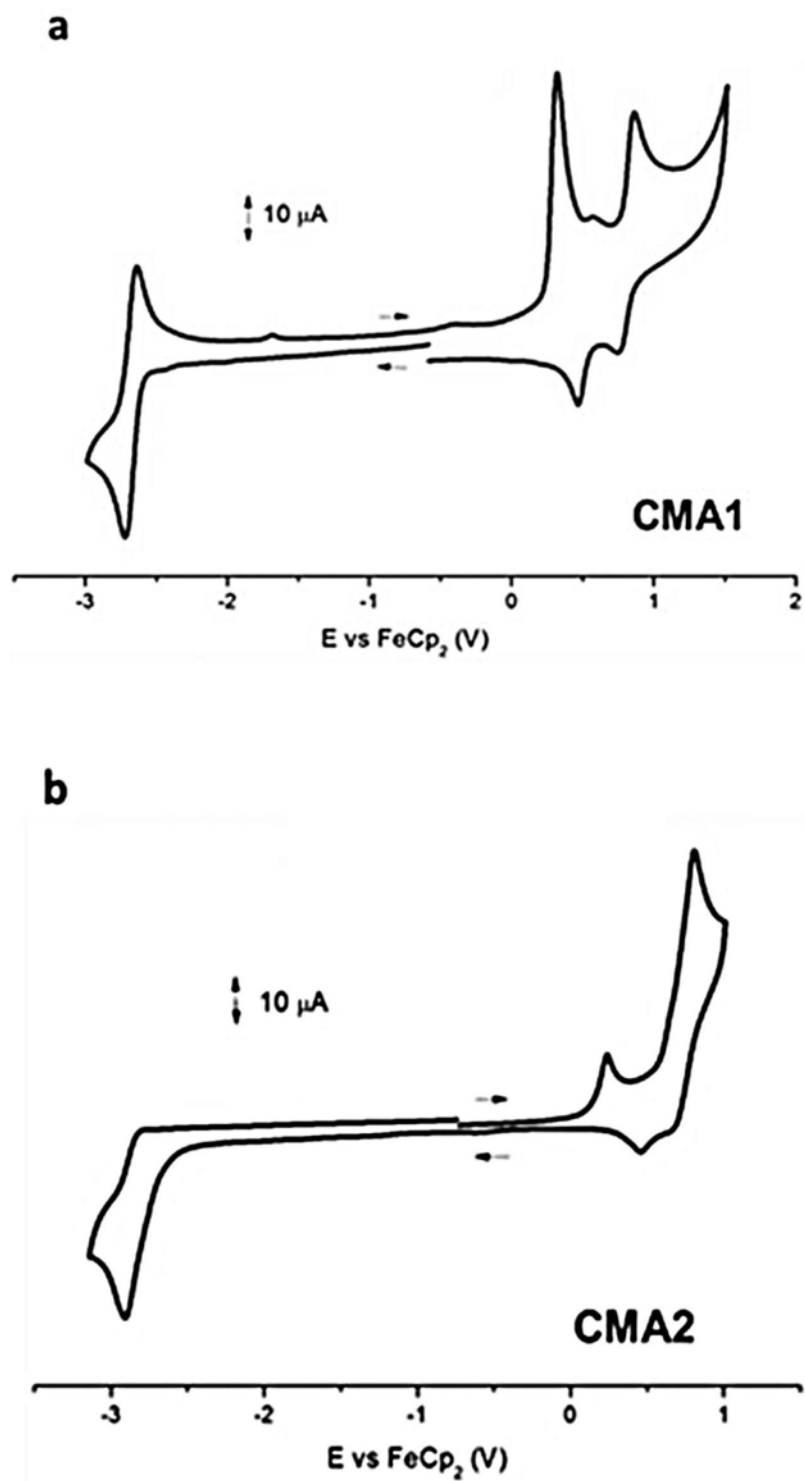 a
10 μA
CMA1
-3 -2 -1 0 1 2
E vs FeCp₂ (V)
b
10 μA
CMA2
-3 -2 -1 0 1
E vs FeCp₂ (V)